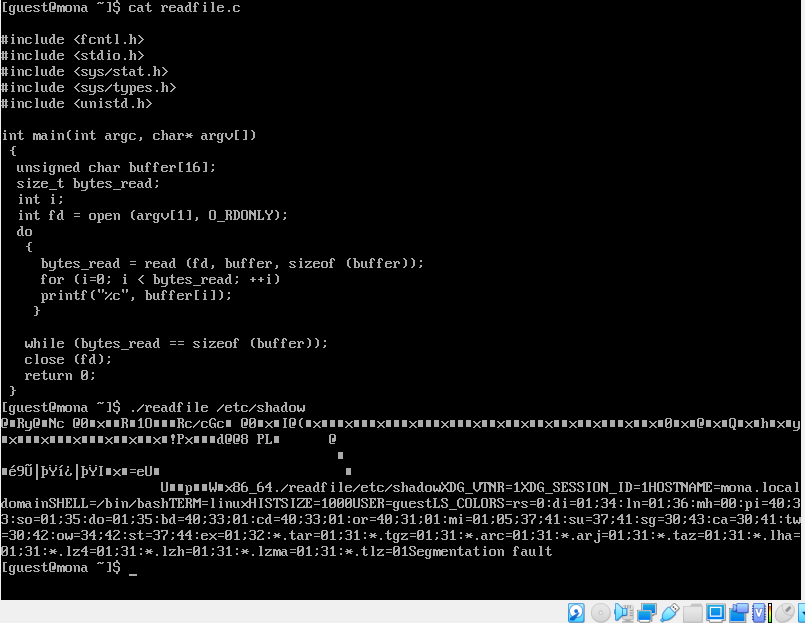 [guest@mona ~]$ cat readfile.c
#include <fcntl.h>
#include <stdio.h>
#include <sys/stat.h>
#include <sys/types.h>
#include <unistd.h>
int main(int argc, char* argv[])
{
unsigned char buffer[16];
size_t bytes_read;
int i;
int fd = open (argv[1], O_RDONLY);
do
{
bytes_read = read (fd, buffer, sizeof (buffer));
for (i=0; i < bytes_read; ++i)
printf("%c", buffer[i]);
}
while (bytes_read == sizeof (buffer));
close (fd);
return 0;
}
[guest@mona ~]$ ./readfile /etc/shadow
U■■p■■W■x86_64./readfile/etc/shadowXDG_VTNR=1XDG_SESSION_ID=1HOSTNAME=mona.local
domainSHELL=/bin/bashTERM=linuxHISTSIZE=1000USER=guestLS_COLORS=rs=0:di=01;34:ln=01;36:mh=00:pi=40;3
3:so=01;35:do=01;35:bd=40;33;01:cd=40;33;01:or=40;31;01:mi=01;05;37;41:su=37;41:sg=30;43:ca=30;41:tw
=30;42:ow=34;42:st=37;44:ex=01;32:*.tar=01;31:*.tgz=01;31:*.arc=01;31:*.arj=01;31:*.taz=01;31:*.lha=
01;31:*.lz4=01;31:*.lzh=01;31:*.lzma=01;31:*.tlz=01Segmentation fault
[guest@mona ~]$ _